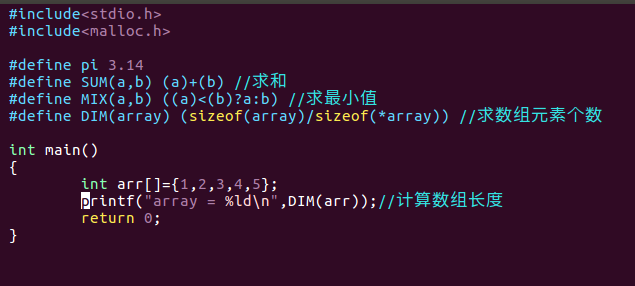 #include<stdio.h>
#include<malloc.h>
#define pi 3.14
#define SUM(a,b) (a)+(b) //求和
#define MIX(a,b) ((a)<(b)?a:b) //求最小值
#define DIM(array) (sizeof(array)/sizeof(*array)) //求数组元素个数
int main()
{
int arr[]={1,2,3,4,5};
printf("array = %ld\n",DIM(arr));//计算数组长度
return 0;
}